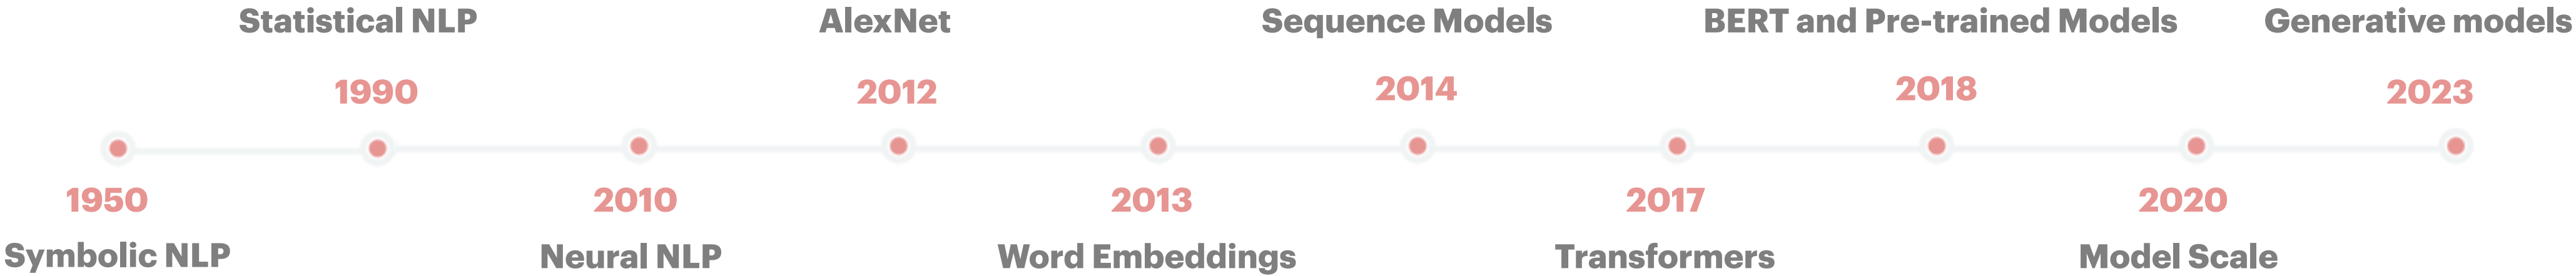 Statistical NLP
AlexNet
Sequence Models
BERT and Pre-trained Models
Generative models
1990
2012
2014
2018
2023
1950
2010
2013
2017
2020
Symbolic NLP
Neural NLP
Word Embeddings
Transformers
Model Scale